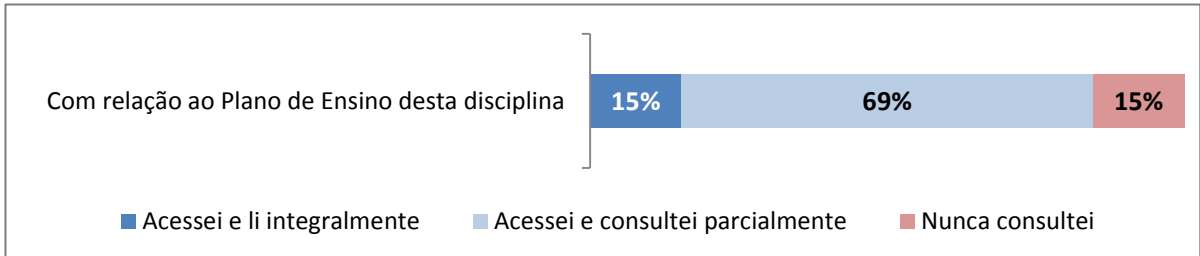 Com relação ao Plano de Ensino desta disciplina
15% 69% 15%
Acessei e li integralmente Acessei e consultei parcialmente Nunca consultei